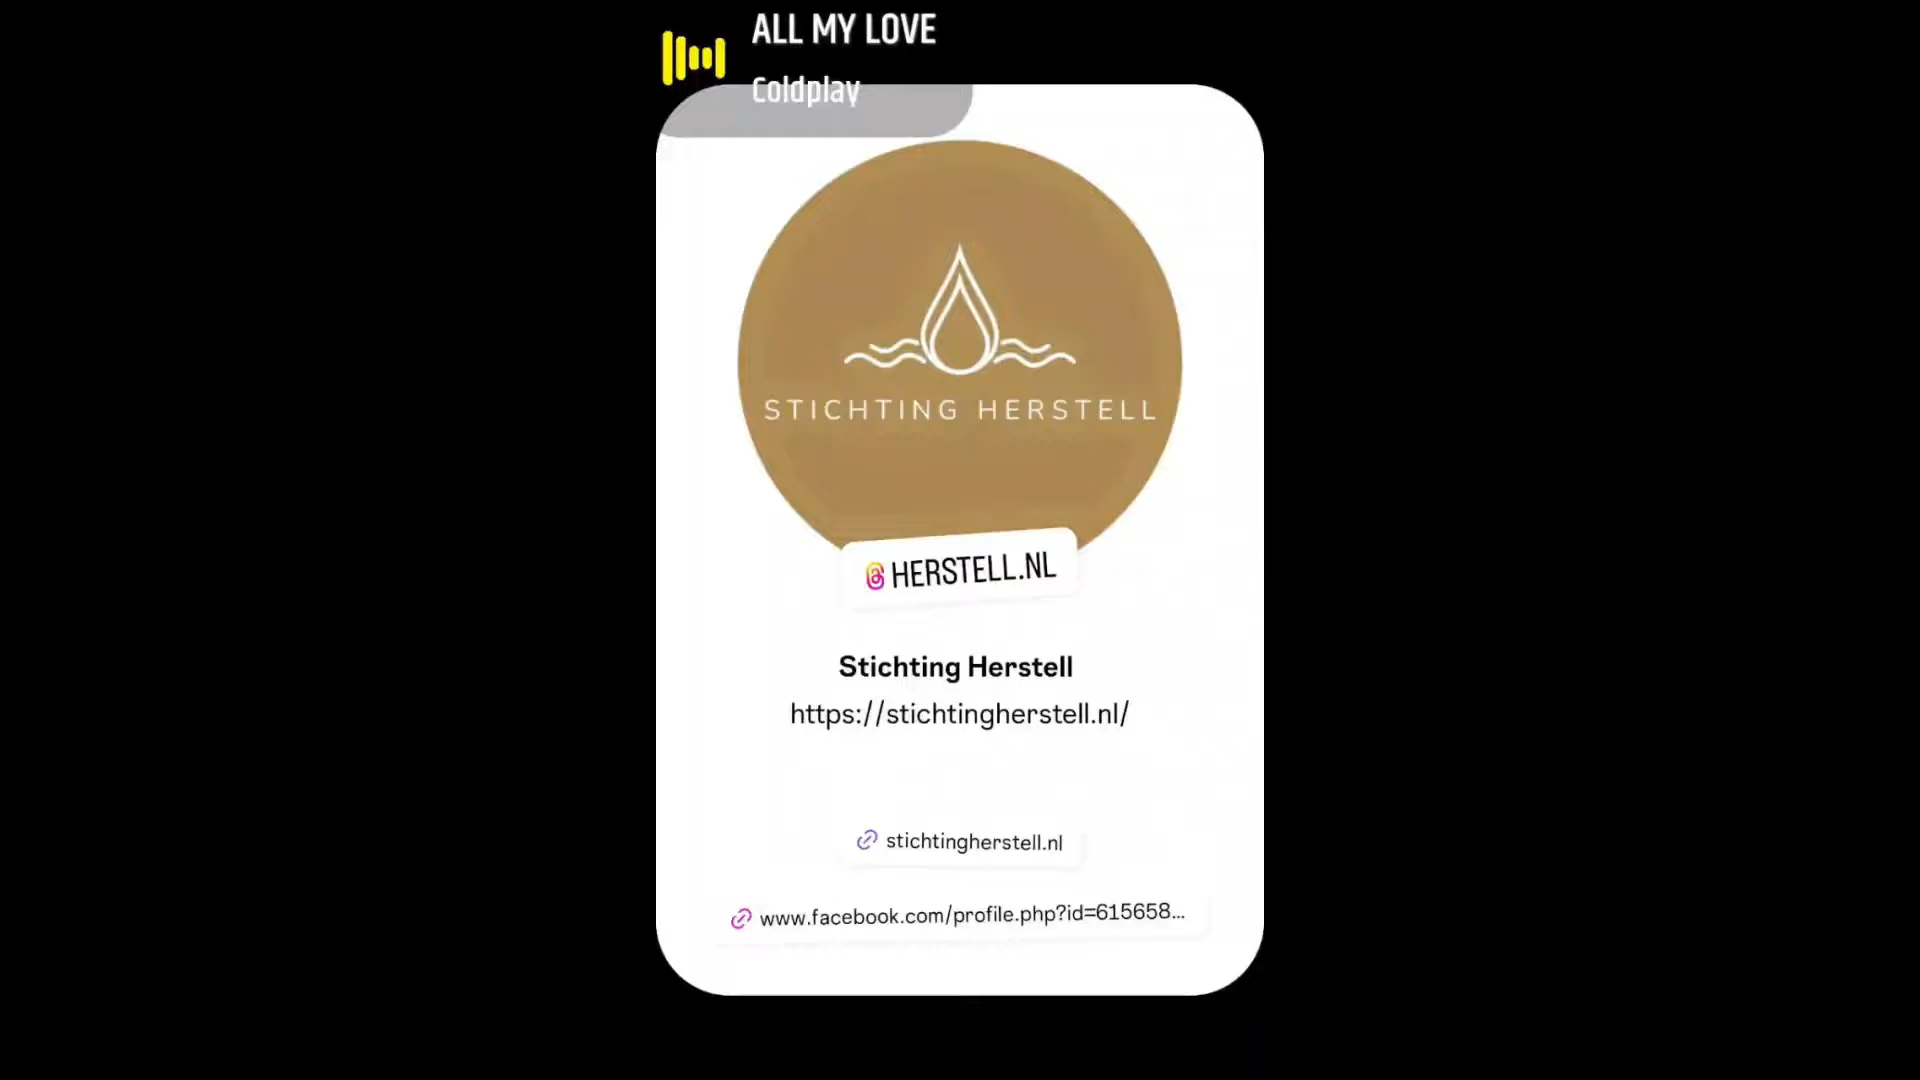 ALL MY LOVE
Coldplay
STICHTING HERSTELL
HERSTELL.NL
Stichting Herstell
https://stichtingherstell.nl/
stichtingherstell.nl
www.facebook.com/profile.php?id=615658...